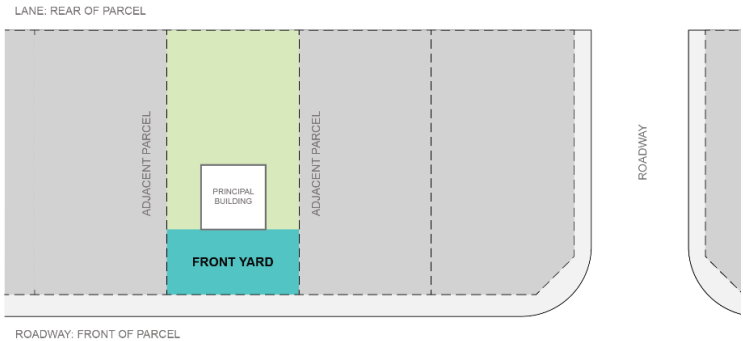 LANE: REAR OF PARCEL
ADJACENT PARCEL
PRINCIPAL
BUILDING
ADJACENT PARCEL
ROADWAY
FRONT YARD
ROADWAY: FRONT OF PARCEL